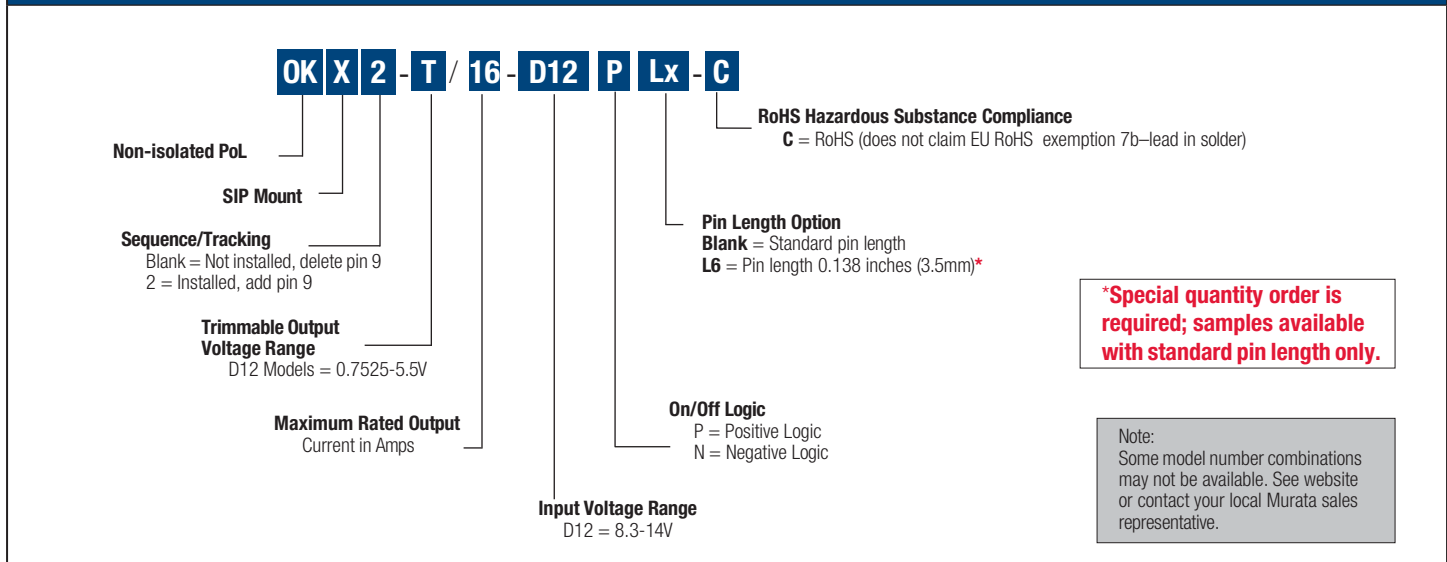 OK X 2 - T / 16 - D12 P Lx - C
RoHS Hazardous Substance Compliance
C = RoHS (does not claim EU RoHS exemption 7b–lead in solder)
Non-isolated PoL
SIP Mount
Pin Length Option
Blank = Standard pin length
L6 = Pin length 0.138 inches (3.5mm)*
Sequence/Tracking
Blank = Not installed, delete pin 9
2 = Installed, add pin 9
*Special quantity order is
required; samples available
with standard pin length only.
Trimmable Output
Voltage Range
D12 Models = 0.7525-5.5V
Maximum Rated Output
Current in Amps
On/Off Logic
P = Positive Logic
N = Negative Logic
Note:
Some model number combinations
may not be available. See website
or contact your local Murata sales
representative.
Input Voltage Range
D12 = 8.3-14V